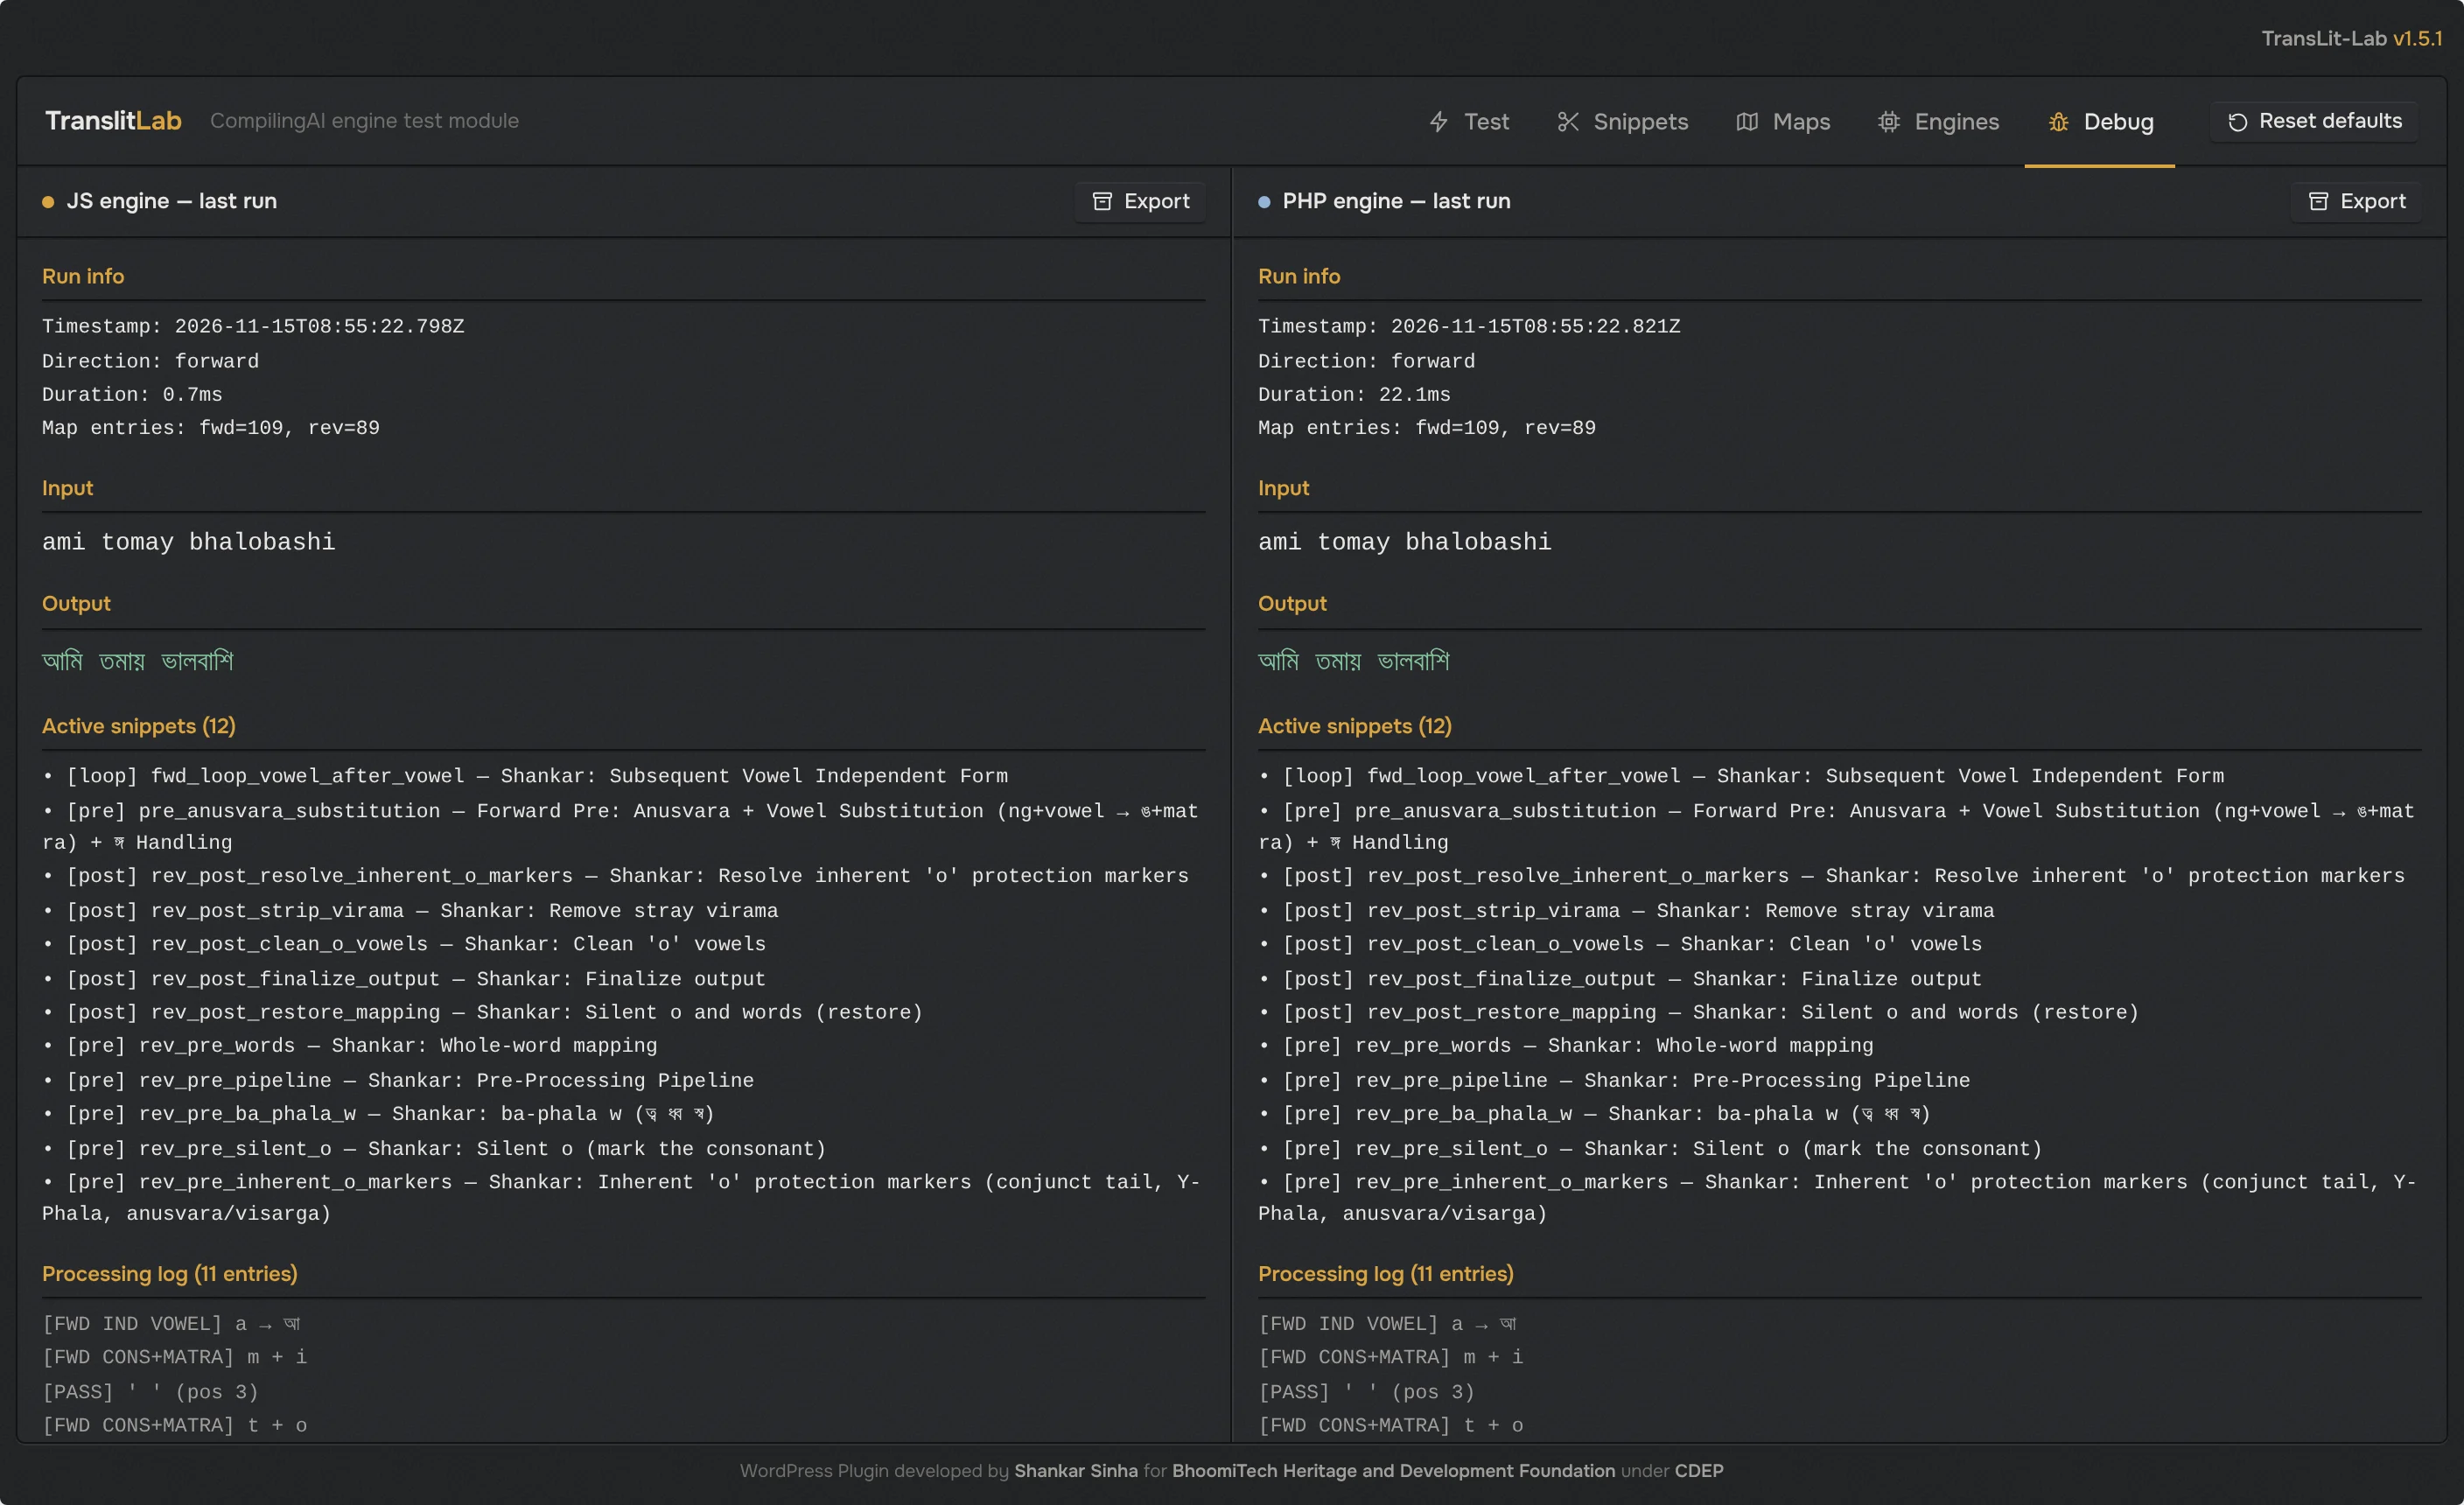 TransLit-Lab v1.5.1
TranslitLab CompilingAI engine test module Test Snippets Maps Engines Debug Reset defaults
JS engine — last run Export
Run info
Timestamp: 2026-11-15T08:55:22.798Z
Direction: forward
Duration: 0.7ms
Map entries: fwd=109, rev=89
Input
ami tomay bhalobashi
Output
আমি তমায় ভালবাশি
Active snippets (12)
• [loop] fwd_loop_vowel_after_vowel — Shankar: Subsequent Vowel Independent Form
• [pre] pre_anusvara_substitution — Forward Pre: Anusvara + Vowel Substitution (ng+vowel → ঙ+mat
ra) + ঙ্গ Handling
• [post] rev_post_resolve_inherent_o_markers — Shankar: Resolve inherent 'o' protection markers
• [post] rev_post_strip_virama — Shankar: Remove stray virama
• [post] rev_post_clean_o_vowels — Shankar: Clean 'o' vowels
• [post] rev_post_finalize_output — Shankar: Finalize output
• [post] rev_post_restore_mapping — Shankar: Silent o and words (restore)
• [pre] rev_pre_words — Shankar: Whole-word mapping
• [pre] rev_pre_pipeline — Shankar: Pre-Processing Pipeline
• [pre] rev_pre_ba_phala_w — Shankar: ba-phala w (ত্ব ধ্ব স্ব)
• [pre] rev_pre_silent_o — Shankar: Silent o (mark the consonant)
• [pre] rev_pre_inherent_o_markers — Shankar: Inherent 'o' protection markers (conjunct tail, Y-
Phala, anusvara/visarga)
Processing log (11 entries)
[FWD IND VOWEL] a → আ
[FWD CONS+MATRA] m + i
[PASS] ' ' (pos 3)
[FWD CONS+MATRA] t + o
PHP engine — last run Export
Run info
Timestamp: 2026-11-15T08:55:22.821Z
Direction: forward
Duration: 22.1ms
Map entries: fwd=109, rev=89
Input
ami tomay bhalobashi
Output
আমি তমায় ভালবাশি
Active snippets (12)
• [loop] fwd_loop_vowel_after_vowel — Shankar: Subsequent Vowel Independent Form
• [pre] pre_anusvara_substitution — Forward Pre: Anusvara + Vowel Substitution (ng+vowel → ঙ+mat
ra) + ঙ্গ Handling
• [post] rev_post_resolve_inherent_o_markers — Shankar: Resolve inherent 'o' protection markers
• [post] rev_post_strip_virama — Shankar: Remove stray virama
• [post] rev_post_clean_o_vowels — Shankar: Clean 'o' vowels
• [post] rev_post_finalize_output — Shankar: Finalize output
• [post] rev_post_restore_mapping — Shankar: Silent o and words (restore)
• [pre] rev_pre_words — Shankar: Whole-word mapping
• [pre] rev_pre_pipeline — Shankar: Pre-Processing Pipeline
• [pre] rev_pre_ba_phala_w — Shankar: ba-phala w (ত্ব ধ্ব স্ব)
• [pre] rev_pre_silent_o — Shankar: Silent o (mark the consonant)
• [pre] rev_pre_inherent_o_markers — Shankar: Inherent 'o' protection markers (conjunct tail, Y-
Phala, anusvara/visarga)
Processing log (11 entries)
[FWD IND VOWEL] a → আ
[FWD CONS+MATRA] m + i
[PASS] ' ' (pos 3)
[FWD CONS+MATRA] t + o
WordPress Plugin developed by Shankar Sinha for BhoomiTech Heritage and Development Foundation under CDEP